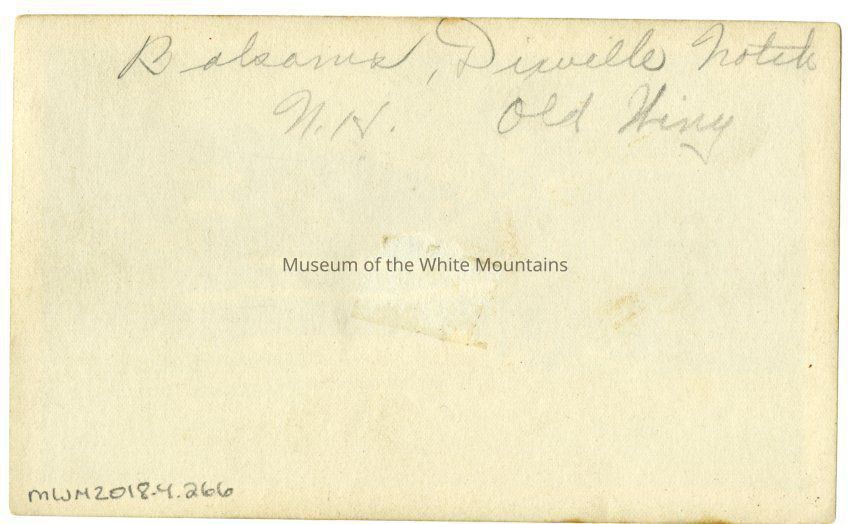 Balsams, Dixville Notch
N.H. Old Wing
Museum of the White Mountains
MWM2018.4.266